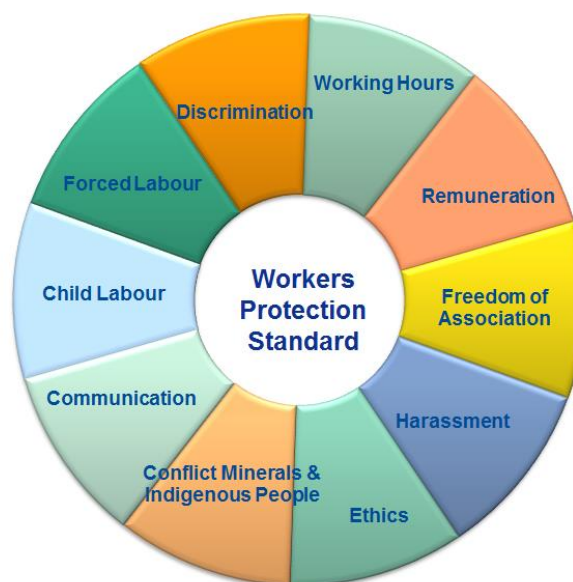 Working Hours
Remuneration
Freedom of
Association
Harassment
Ethics
Conflict Minerals &
Indigenous People
Communication
Child Labour
Forced Labour
Discrimination
Workers
Protection
Standard